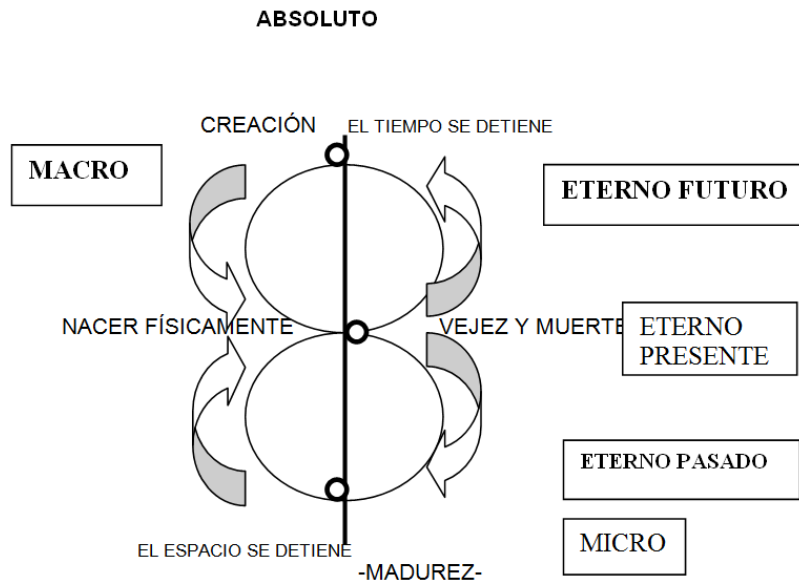 ABSOLUTO
CREACIÓN
EL TIEMPO SE DETIENE
MACRO
ETERNO FUTURO
NACER FÍSICAMENTE
VEJEZ Y MUERTE
ETERNO
PRESENTE
ETERNO PASADO
MICRO
EL ESPACIO SE DETIENE
-MADUREZ-